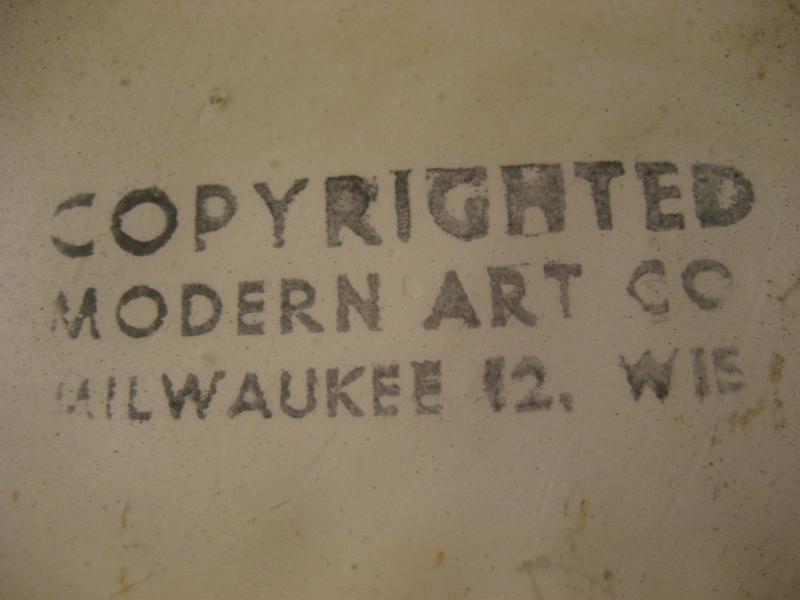 COPYRIGHTED
MODERN ART CO
MILWAUKEE 12, WIS